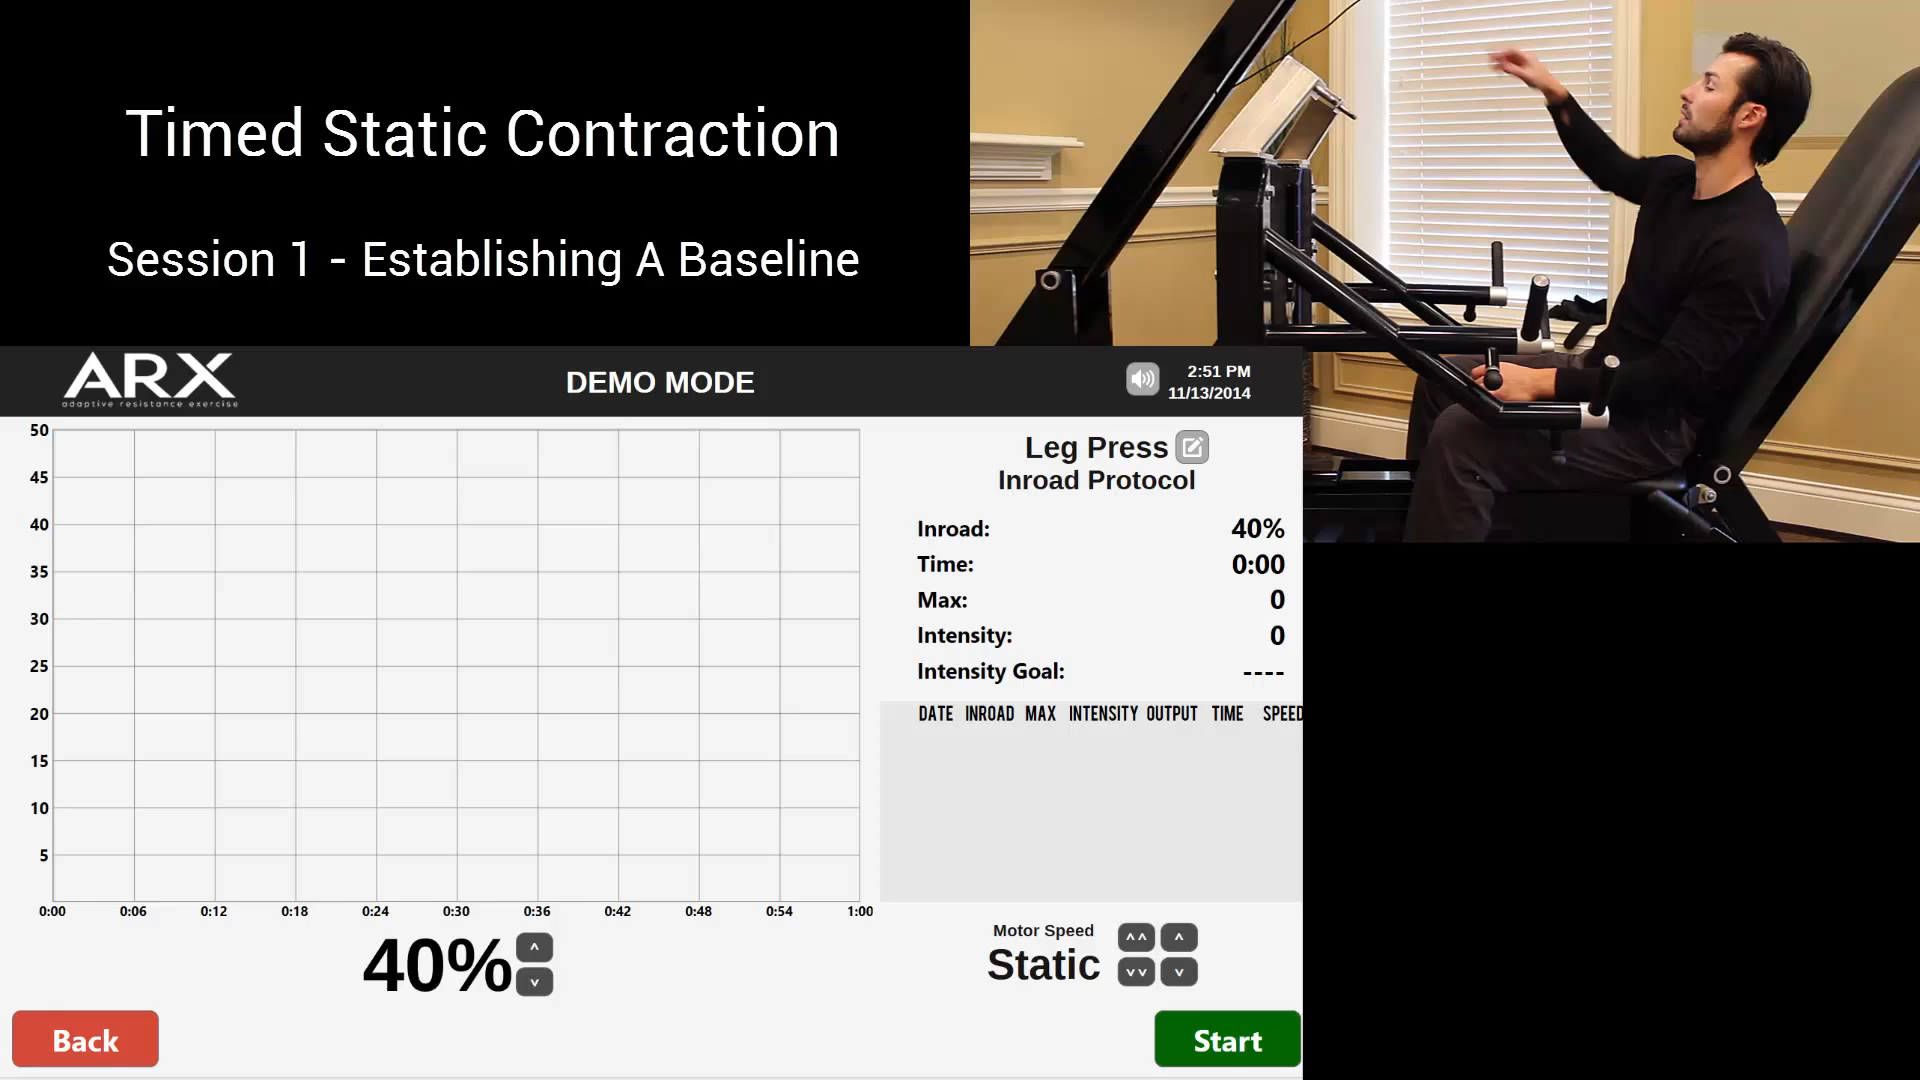 Timed Static Contraction
Session 1 - Establishing A Baseline
ARX
adaptive resistance exercise
DEMO MODE
2:51 PM
11/13/2014
50
45
40
35
30
25
20
15
10
5
0:00 0:06 0:12 0:18 0:24 0:30 0:36 0:42 0:48 0:54 1:00
Leg Press
Inroad Protocol
Inroad: 40%
Time: 0:00
Max: 0
Intensity: 0
Intensity Goal: ----
DATE INROAD MAX INTENSITY OUTPUT TIME SPEED
40%
Motor Speed
Static
Back
Start